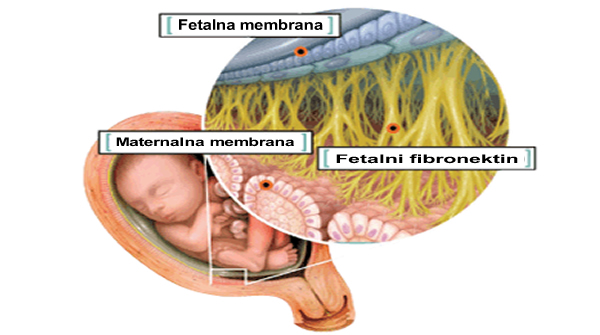 Fetalna membrana
Maternalna membrana
Fetalni fibronektin